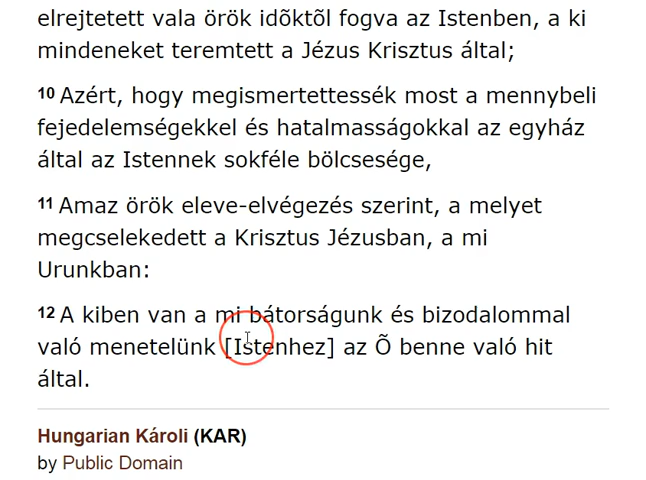 elrejtetett vala örök idõktõl fogva az Istenben, a ki
mindeneket teremtett a Jézus Krisztus által;
10 Azért, hogy megismertettessék most a mennybeli
fejedelemségekkel és hatalmasságokkal az egyház
által az Istennek sokféle bölcsesége,
11 Amaz örök eleve-elvégezés szerint, a melyet
megcselekedett a Krisztus Jézusban, a mi
Urunkban:
12 A kiben van a mi bátorságunk és bizodalommal
való menetelünk [Istenhez] az Õ benne való hit
által.
Hungarian Károli (KAR)
by Public Domain